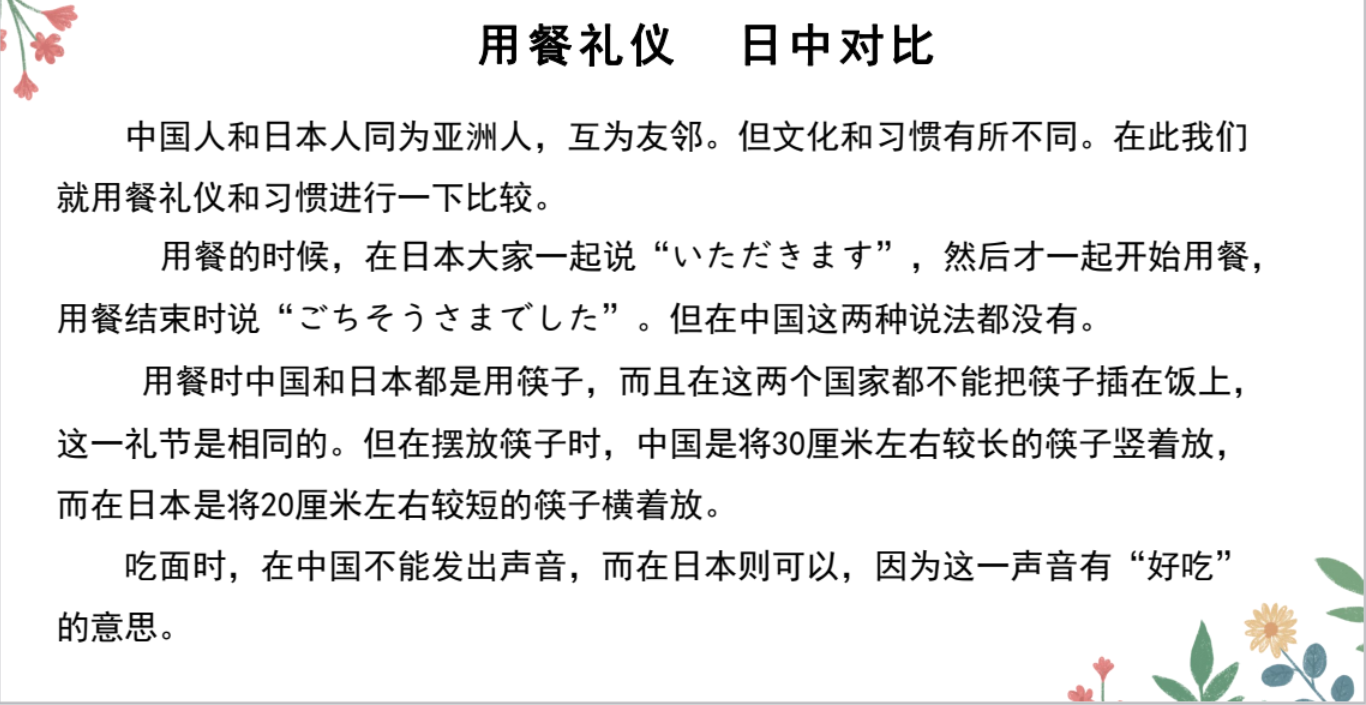 用餐礼仪 日中对比
中国人和日本人同为亚洲人，互为友邻。但文化和习惯有所不同。在此我们
就用餐礼仪和习惯进行一下比较。
用餐的时候，在日本大家一起说“いただきます”，然后才一起开始用餐，
用餐结束时说“ごちそうさまでした”。但在中国这两种说法都没有。
用餐时中国和日本都是用筷子，而且在这两个国家都不能把筷子插在饭上，
这一礼节是相同的。但在摆放筷子时，中国是将30厘米左右较长的筷子竖着放，
而在日本是将20厘米左右较短的筷子横着放。
吃面时，在中国不能发出声音，而在日本则可以，因为这一声音有“好吃”
的意思。